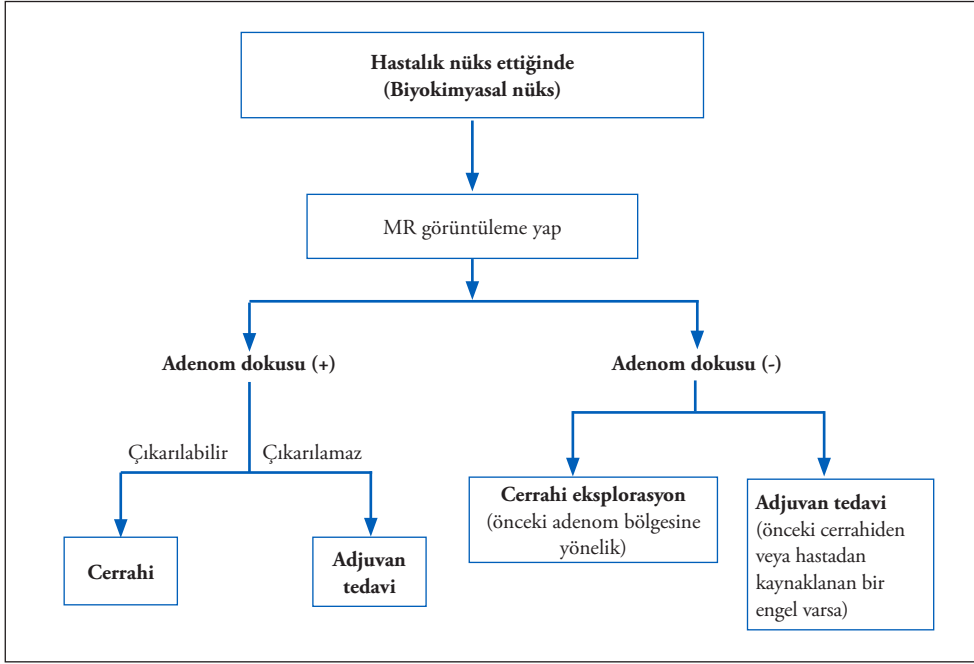 Hastalık nüks ettiğinde
(Biyokimyasal nüks)
MR görüntüleme yap
Adenom dokusu (+)
Adenom dokusu (-)
Çıkarılabilir
Çıkarılamaz
Cerrahi
Adjuvan
tedavi
Cerrahi eksplorasyon
(önceki adenom bölgesine
yönelik)
Adjuvan tedavi
(önceki cerrahiden
veya hastadan
kaynaklanan bir
engel varsa)